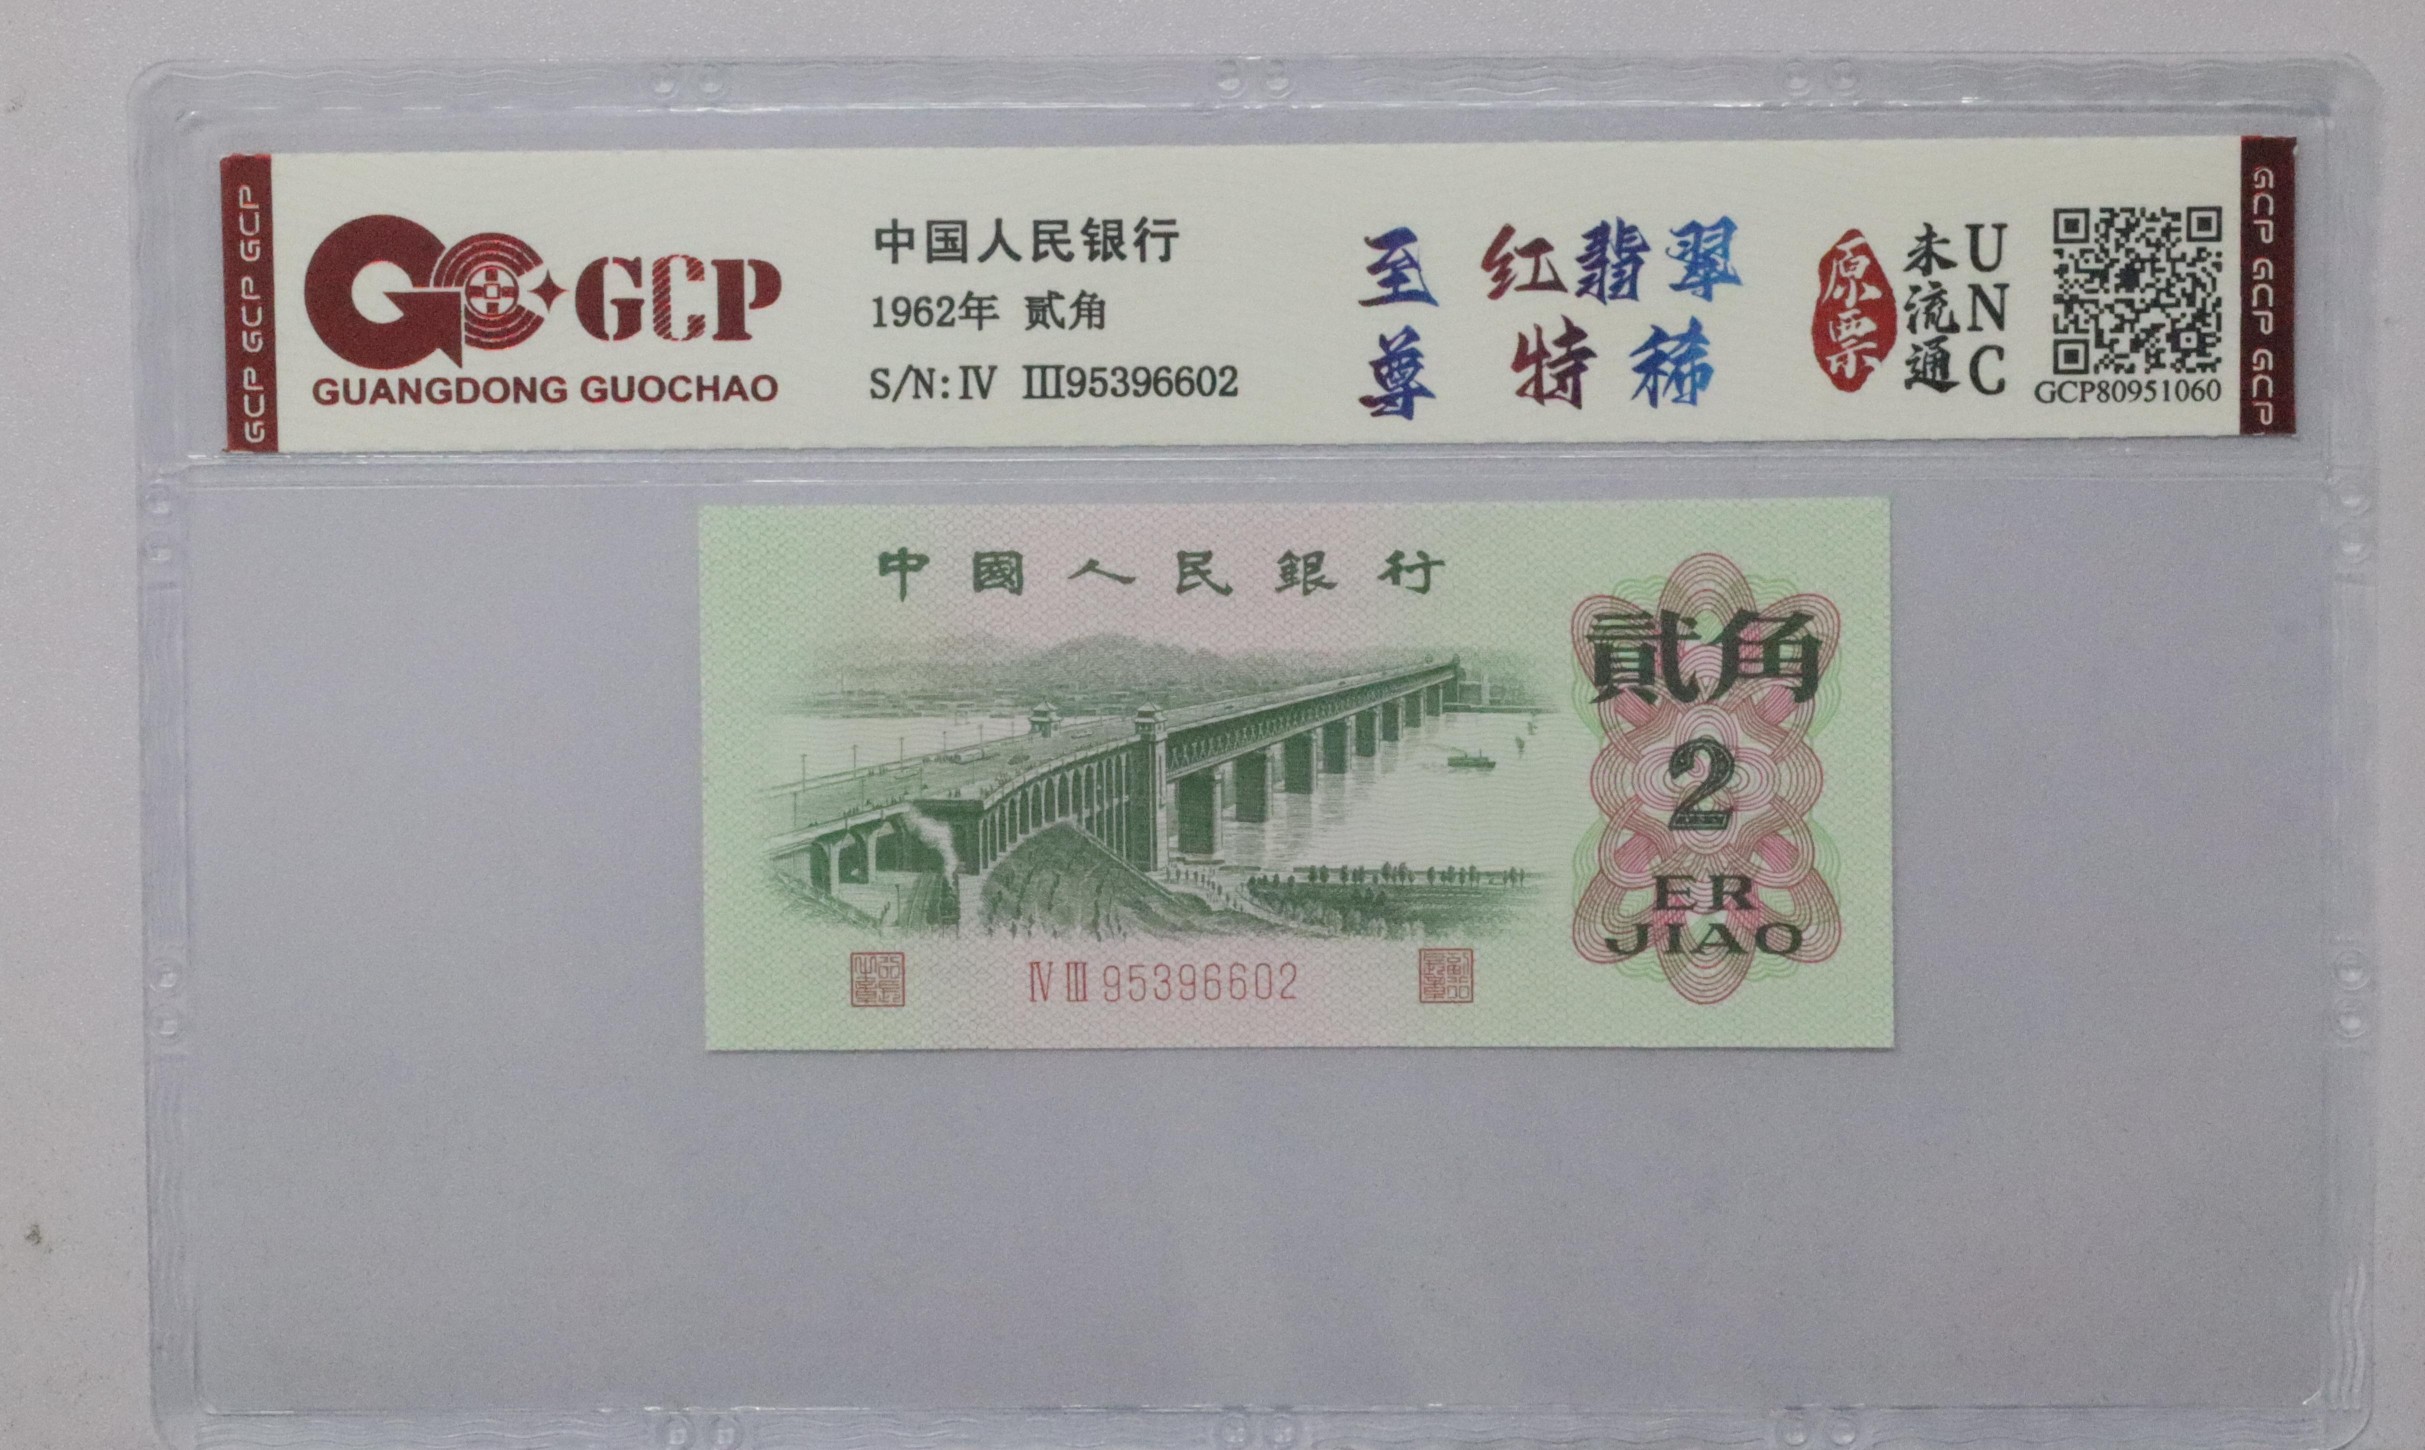 GCP GCP GCP
GCP
GUANGDONG GUOCHAO
中国人民银行
1962年 贰角
S/N: IV III95396602
至尊
红翡翠
特稀
原票
未流通
UNC
GCP80951060
GCP GCP GCP
中國人民銀行
貳角
2
ER
JIAO
IV III 95396602